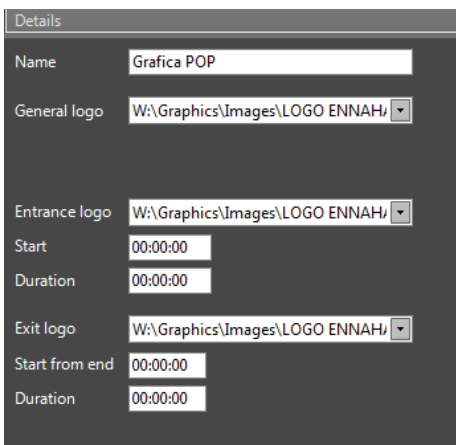 Details
Name Grafica POP
General logo W:\Graphics\Images\LOGO ENNAH
Entrance logo W:\Graphics\Images\LOGO ENNAH
Start 00:00:00
Duration 00:00:00
Exit logo W:\Graphics\Images\LOGO ENNAH
Start from end 00:00:00
Duration 00:00:00